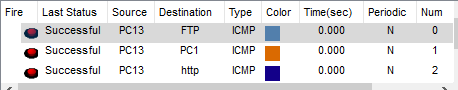 Fire Last Status Source Destination Type Color Time(sec) Periodic Num
Successful PC13 FTP ICMP 0.000 N 0
Successful PC13 PC1 ICMP 0.000 N 1
Successful PC13 http ICMP 0.000 N 2